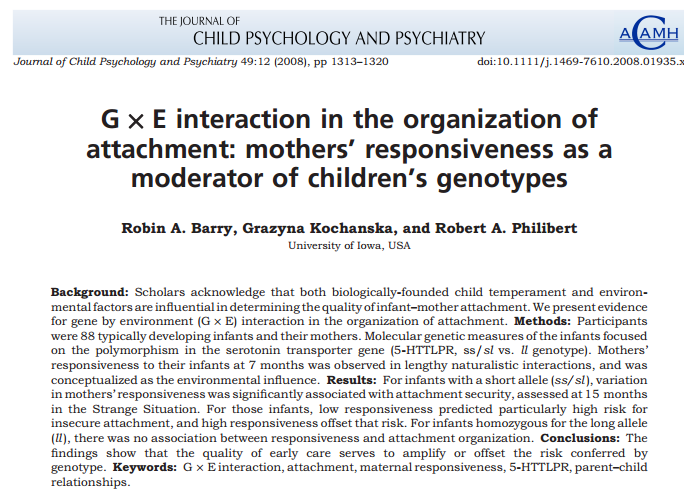 THE JOURNAL OF
CHILD PSYCHOLOGY AND PSYCHIATRY
ACAMH
Journal of Child Psychology and Psychiatry 49:12 (2008), pp 1313–1320
doi:10.1111/j.1469-7610.2008.01935.x
G × E interaction in the organization of
attachment: mothers’ responsiveness as a
moderator of children’s genotypes
Robin A. Barry, Grazyna Kochanska, and Robert A. Philibert
University of Iowa, USA
Background: Scholars acknowledge that both biologically-founded child temperament and environ-
mental factors are influential in determining the quality of infant–mother attachment. We present evidence
for gene by environment (G × E) interaction in the organization of attachment. Methods: Participants
were 88 typically developing infants and their mothers. Molecular genetic measures of the infants focused
on the polymorphism in the serotonin transporter gene (5-HTTLPR, ss/sl vs. ll genotype). Mothers’
responsiveness to their infants at 7 months was observed in lengthy naturalistic interactions, and was
conceptualized as the environmental influence. Results: For infants with a short allele (ss/sl), variation
in mothers’ responsiveness was significantly associated with attachment security, assessed at 15 months
in the Strange Situation. For those infants, low responsiveness predicted particularly high risk for
insecure attachment, and high responsiveness offset that risk. For infants homozygous for the long allele
(ll), there was no association between responsiveness and attachment organization. Conclusions: The
findings show that the quality of early care serves to amplify or offset the risk conferred by
genotype. Keywords: G × E interaction, attachment, maternal responsiveness, 5-HTTLPR, parent–child
relationships.